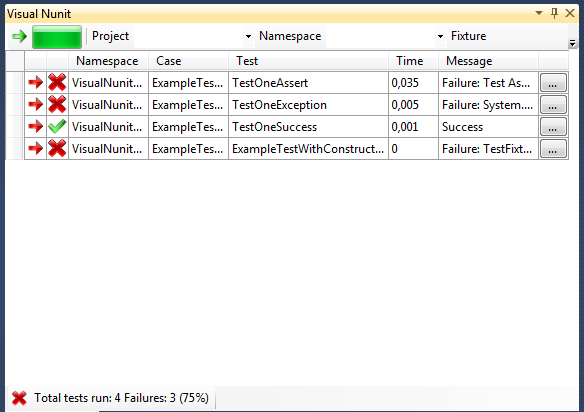 Visual Nunit
Project Namespace Fixture
Namespace Case Test Time Message
VisualNunit... ExampleTes... TestOneAssert 0,035 Failure: Test As... ...
VisualNunit... ExampleTes... TestOneException 0,005 Failure: System.... ...
VisualNunit... ExampleTes... TestOneSuccess 0,001 Success ...
VisualNunit... ExampleTes... ExampleTestWithConstruct... 0 Failure: TestFixt... ...
Total tests run: 4 Failures: 3 (75%)